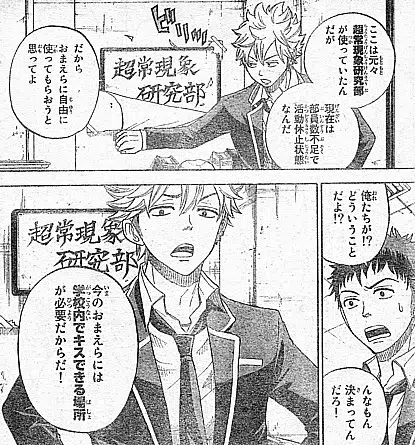 ここは元々
超常現象研究部
が使っていたん
だが
現在は
部員数不足で
活動休止状態
なんだ
超常現象
研究部
だから
おまえらに自由に
使ってもらおうと
思ってよ
俺たちが!?
どういうこと
だよ!?
んなもん
決まってん
だろ!
超常現象
研究部
今のおまえらには
学校内でキスできる場所
が必要だからだ!